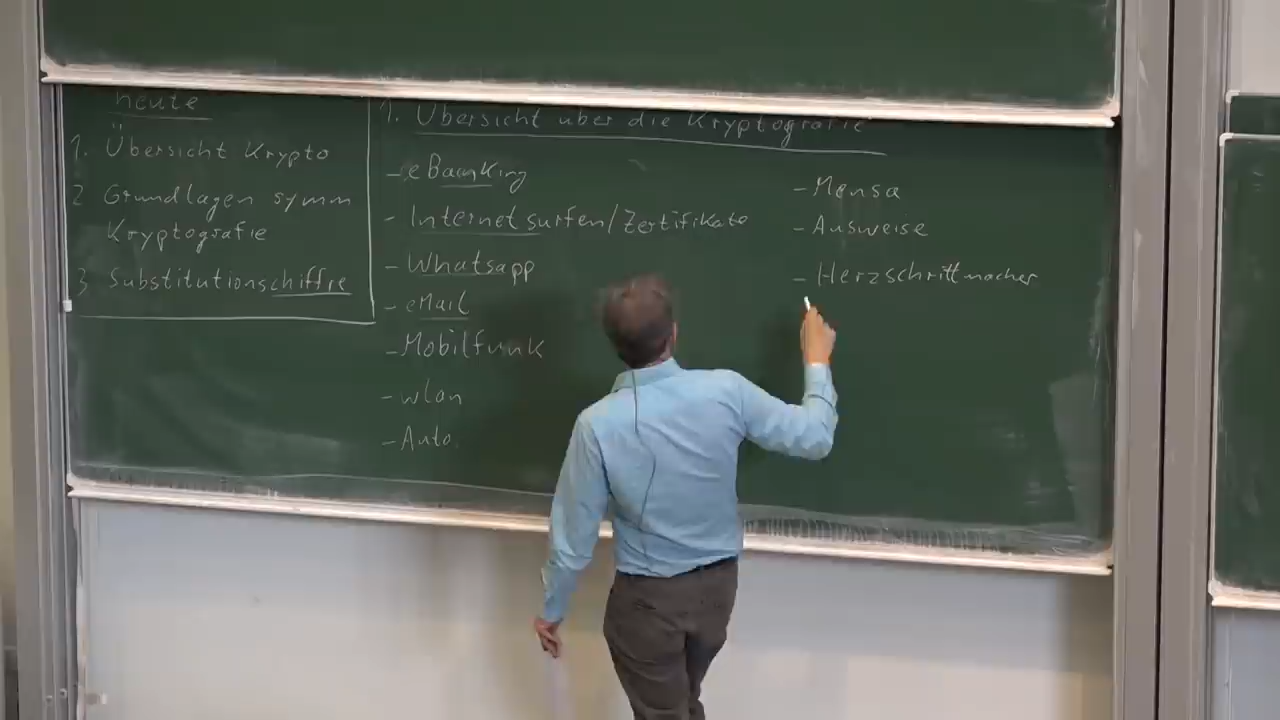 heute
1. Übersicht Krypto
2 Grundlagen symm
Kryptografie
3 Substitutionschiffre
1. Übersicht über die Kryptografie
- eBaanking
- Internet surfen/Zertifikate
- Whatsapp
- eMail
- Mobilfunk
- wlan
- Auto
- Mensa
- Ausweise
- Herzschrittmacher